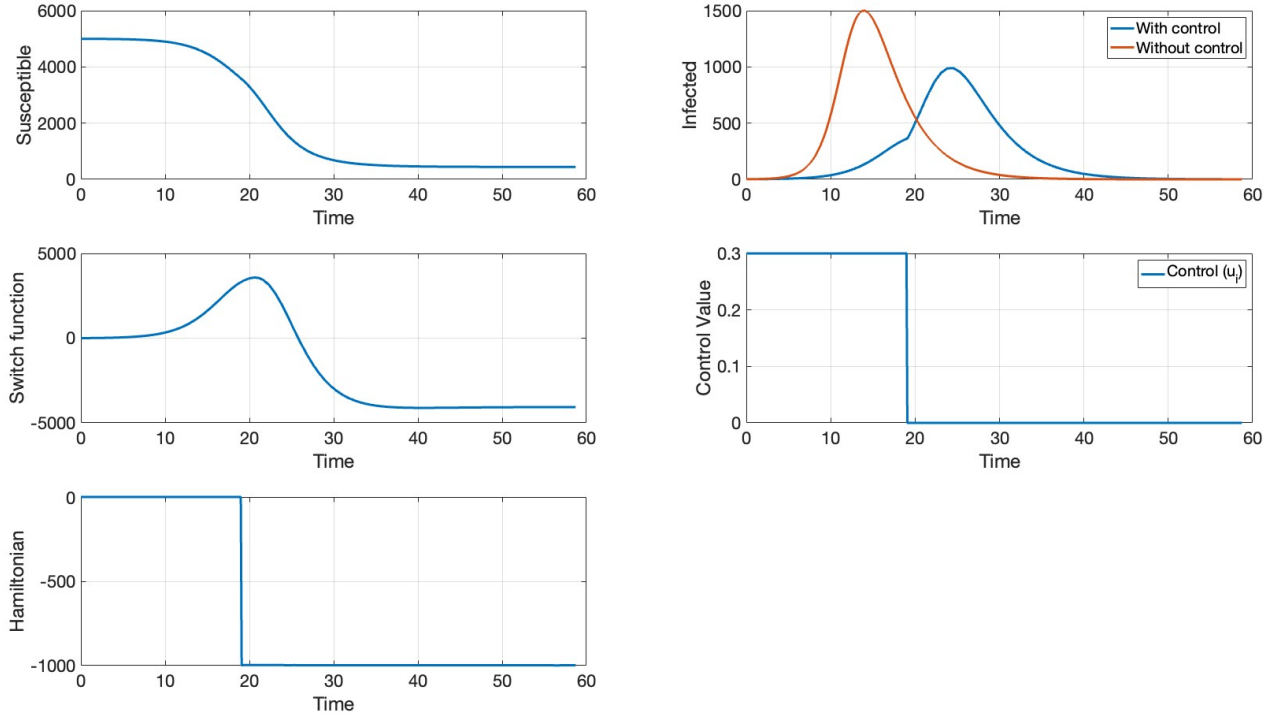 6000
4000
2000
0
Susceptible
0 10 20 30 40 50 60
Time
1500
1000
500
0
Infected
With control
Without control
0 10 20 30 40 50 60
Time
5000
0
-5000
Switch function
0 10 20 30 40 50 60
Time
0.3
0.2
0.1
0
Control Value
Control (u_i)
0 10 20 30 40 50 60
Time
0
-500
-1000
Hamiltonian
0 10 20 30 40 50 60
Time